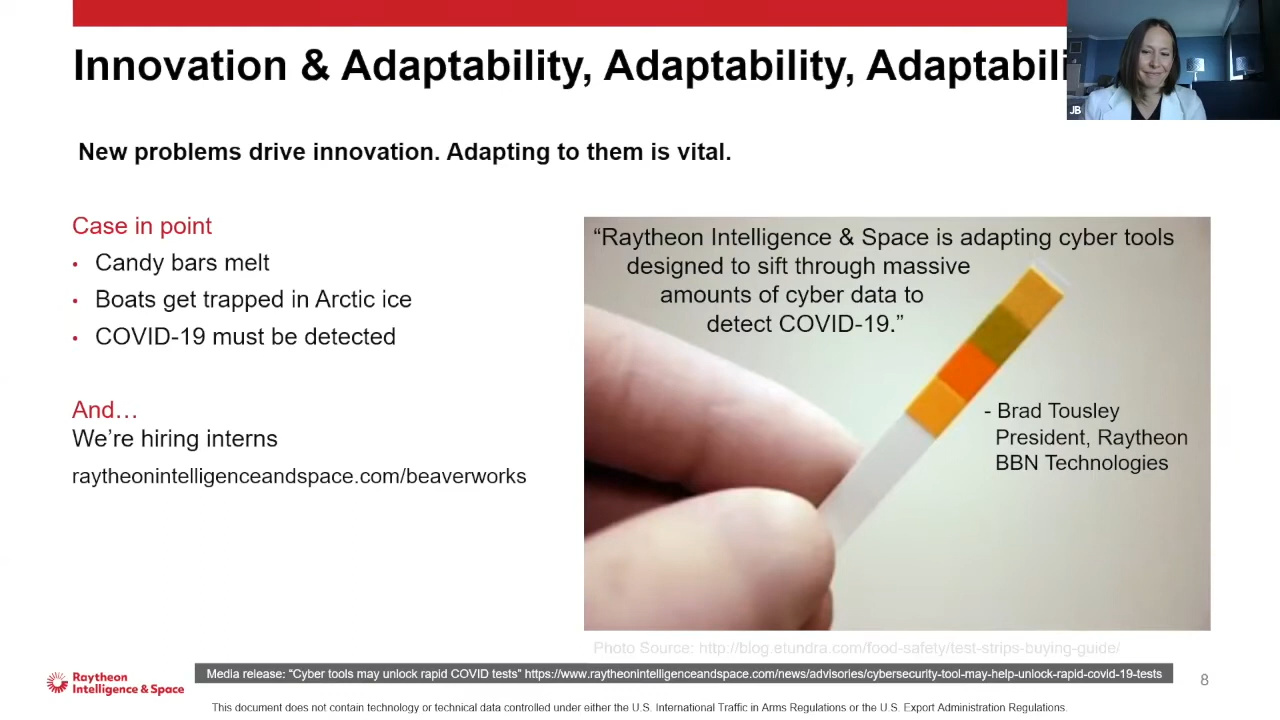 Innovation & Adaptability, Adaptability, Adaptabili
JB
New problems drive innovation. Adapting to them is vital.
Case in point
• Candy bars melt
• Boats get trapped in Arctic ice
• COVID-19 must be detected
And…
We’re hiring interns
raytheonintelligenceandspace.com/beaverworks
“Raytheon Intelligence & Space is adapting cyber tools
designed to sift through massive
amounts of cyber data to
detect COVID-19.”
- Brad Tousley
President, Raytheon
BBN Technologies
Photo Source: http://blog.etundra.com/food-safety/test-strips-buying-guide/
Raytheon
Intelligence & Space
Media release: “Cyber tools may unlock rapid COVID tests” https://www.raytheonintelligenceandspace.com/news/advisories/cybersecurity-tool-may-help-unlock-rapid-covid-19-tests
8
This document does not contain technology or technical data controlled under either the U.S. International Traffic in Arms Regulations or the U.S. Export Administration Regulations.